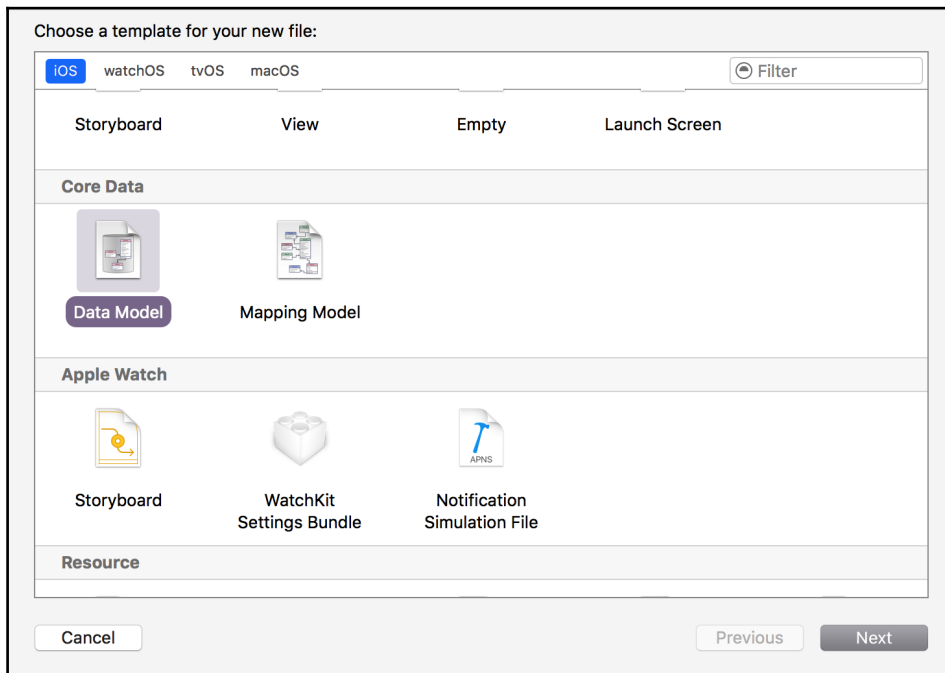 Choose a template for your new file:
iOS watchOS tvOS macOS Filter
Storyboard View Empty Launch Screen
Core Data
Data Model Mapping Model
Apple Watch
APNS
Storyboard WatchKit Notification
Settings Bundle Simulation File
Resource
Cancel Previous Next